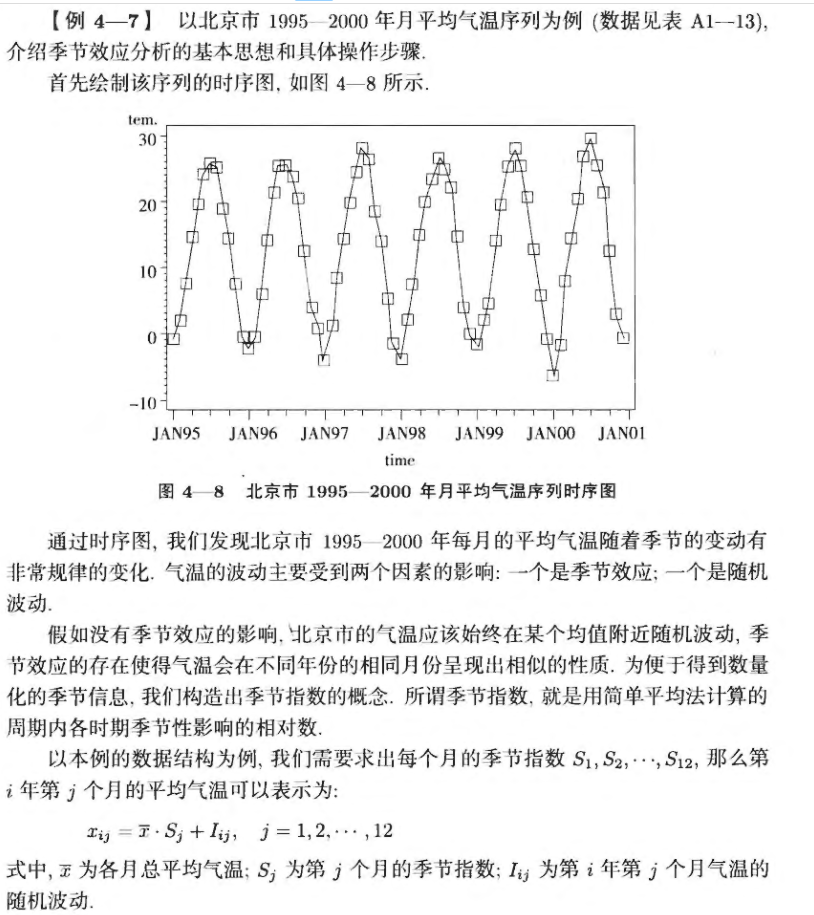 【例 4—7】 以北京市 1995—2000 年月平均气温序列为例 (数据见表 A1—13),
介绍季节效应分析的基本思想和具体操作步骤.
首先绘制该序列的时序图, 如图 4—8 所示.
tem.
30
20
10
0
−10
JAN95 JAN96 JAN97 JAN98 JAN99 JAN00 JAN01
time
图 4—8 北京市 1995—2000 年月平均气温序列时序图
通过时序图, 我们发现北京市 1995—2000 年每月的平均气温随着季节的变动有
非常规律的变化. 气温的波动主要受到两个因素的影响: 一个是季节效应; 一个是随机
波动.
假如没有季节效应的影响, 北京市的气温应该始终在某个均值附近随机波动, 季
节效应的存在使得气温会在不同年份的相同月份呈现出相似的性质. 为便于得到数量
化的季节信息, 我们构造出季节指数的概念. 所谓季节指数, 就是用简单平均法计算的
周期内各时期季节性影响的相对数.
以本例的数据结构为例, 我们需要求出每个月的季节指数 S₁, S₂, ⋯, S₁₂, 那么第
i 年第 j 个月的平均气温可以表示为:
xᵢⱼ = x̅ · Sⱼ + Iᵢⱼ, j = 1, 2, ⋯ , 12
式中, x̅ 为各月总平均气温; Sⱼ 为第 j 个月的季节指数; Iᵢⱼ 为第 i 年第 j 个月气温的
随机波动.